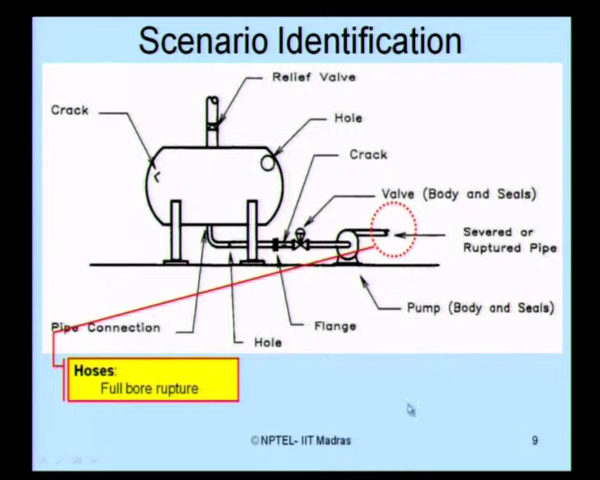 Scenario Identification
Relief Valve
Crack
Hole
Crack
Valve (Body and Seals)
Severed or
Ruptured Pipe
Pump (Body and Seals)
Pipe Connection
Flange
Hole
Hoses:
Full bore rupture
©NPTEL- IIT Madras
9